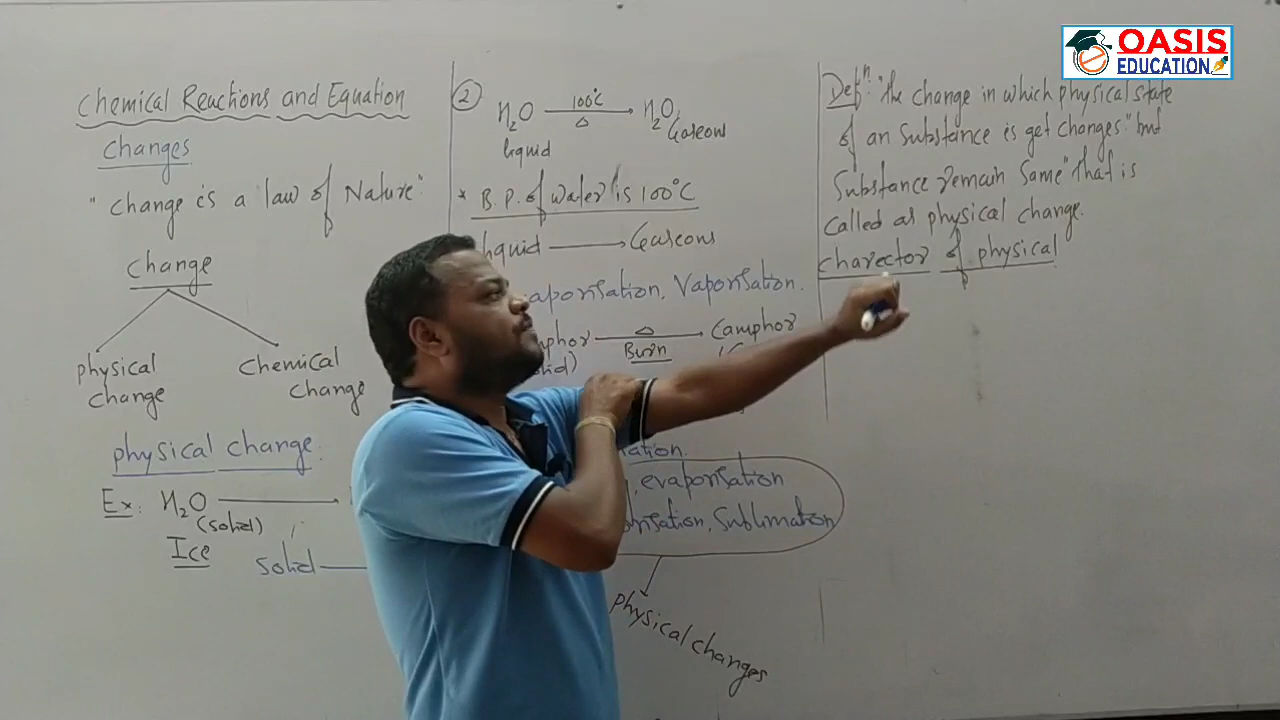 OASIS
EDUCATION
Chemical Reactions and Equation
Changes
"change is a law of Nature"
change
physical
change
chemical
change
physical change.
Ex: H₂O
(solid)
Ice
solid
② H₂O 100°C H₂O
△
liquid Gaseous
* B.P. of water is 100°C
liquid Gaseous
Vaporisation.
△ Camphor
Burn
evaporisation
Sublimation
physical changes
Defⁿ: "the change in which physical state
of an substance is get changes." but
Substance remain same" that is
called as physical change.
charector of physical